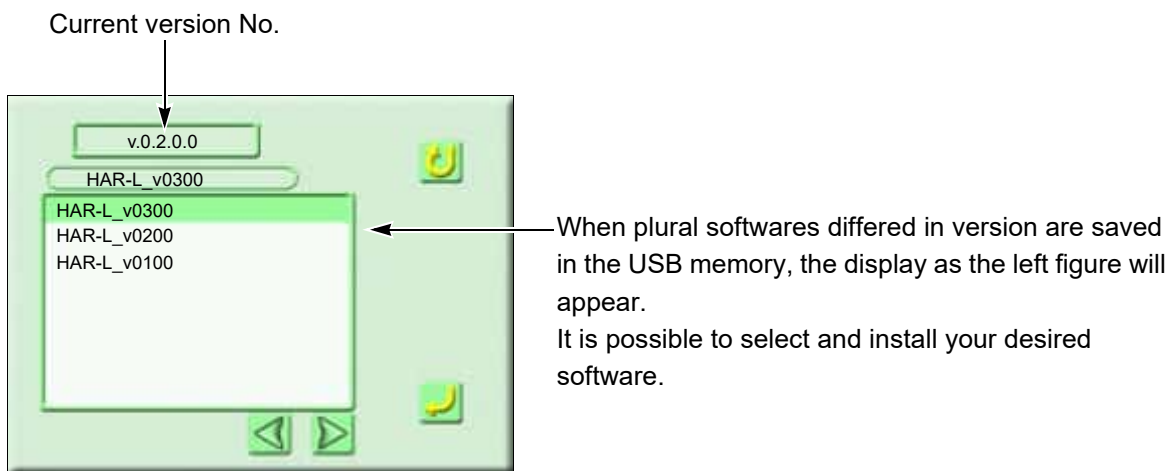 Current version No.
v.0.2.0.0
HAR-L_v0300
HAR-L_v0300
HAR-L_v0200
HAR-L_v0100
When plural softwares differed in version are saved
in the USB memory, the display as the left figure will
appear.
It is possible to select and install your desired
software.